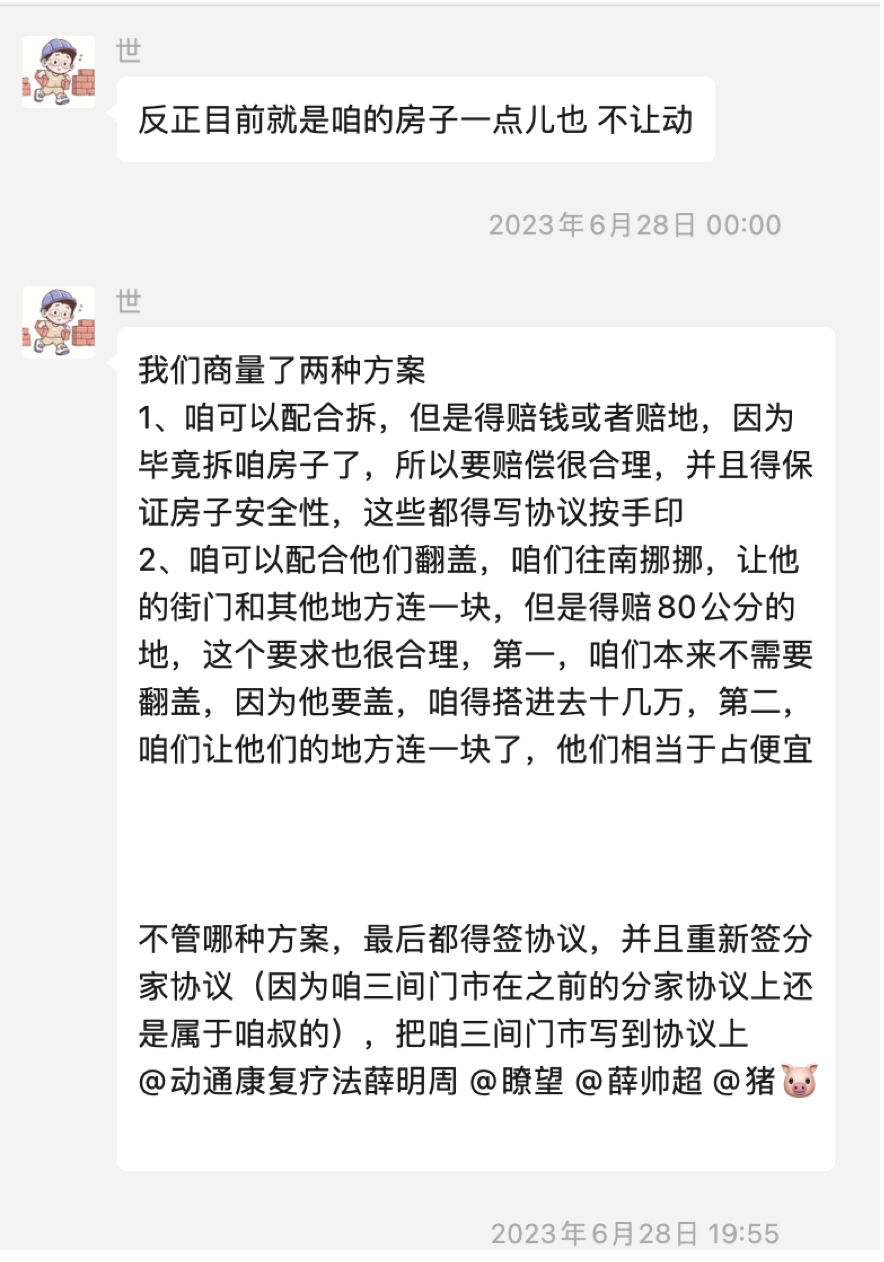 世
反正目前就是咱的房子一点儿也 不让动
2023年6月28日 00:00
世
我们商量了两种方案
1、咱可以配合拆，但是得赔钱或者赔地，因为
毕竟拆咱房子了，所以要赔偿很合理，并且得保
证房子安全性，这些都得写协议按手印
2、咱可以配合他们翻盖，咱们往南挪挪，让他
的街门和其他地方连一块，但是得赔80公分的
地，这个要求也很合理，第一，咱们本来不需要
翻盖，因为他要盖，咱得搭进去十几万，第二，
咱们让他们的地方连一块了，他们相当于占便宜
不管哪种方案，最后都得签协议，并且重新签分
家协议（因为咱三间门市在之前的分家协议上还
是属于咱叔的），把咱三间门市写到协议上
@动通康复疗法薛明周 @瞭望 @薛帅超 @猪🐷
2023年6月28日 19:55